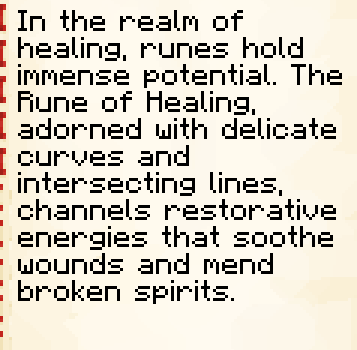 In the realm of
healing, runes hold
immense potential. The
Rune of Healing,
adorned with delicate
curves and
intersecting lines,
channels restorative
energies that soothe
wounds and mend
broken spirits.